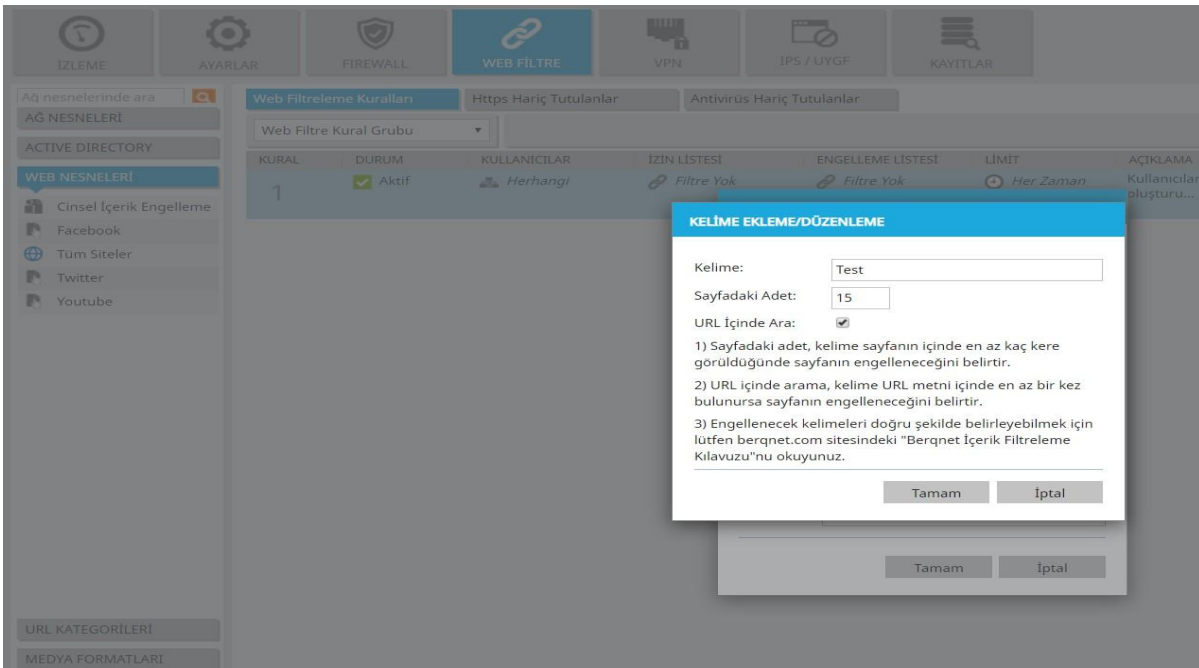 İZLEME
AYARLAR
FIREWALL
WEB FİLTRE
VPN
IPS / UYGF
KAYITLAR
Ağ nesnelerinde ara
AĞ NESNELERİ
ACTIVE DIRECTORY
WEB NESNELERİ
Cinsel İçerik Engelleme
Facebook
Tüm Siteler
Twitter
Youtube
URL KATEGORİLERİ
MEDYA FORMATLARI
Web Filtreleme Kuralları
Https Hariç Tutulanlar
Antivirüs Hariç Tutulanlar
Web Filtre Kural Grubu
KURAL DURUM KULLANICILAR İZİN LİSTESİ ENGELLEME LİSTESİ LİMİT AÇIKLAMA
1 Aktif Herhangi Filtre Yok Filtre Yok Her Zaman Kullanıcılar
oluşturu...
KELİME EKLEME/DÜZENLEME
Kelime: Test
Sayfadaki Adet: 15
URL İçinde Ara:
1) Sayfadaki adet, kelime sayfanın içinde en az kaç kere
görüldüğünde sayfanın engelleneceğini belirtir.
2) URL içinde arama, kelime URL metni içinde en az bir kez
bulunursa sayfanın engelleneceğini belirtir.
3) Engellenecek kelimeleri doğru şekilde belirleyebilmek için
lütfen berqnet.com sitesindeki "Berqnet İçerik Filtreleme
Kılavuzu"nu okuyunuz.
Tamam İptal
Tamam İptal